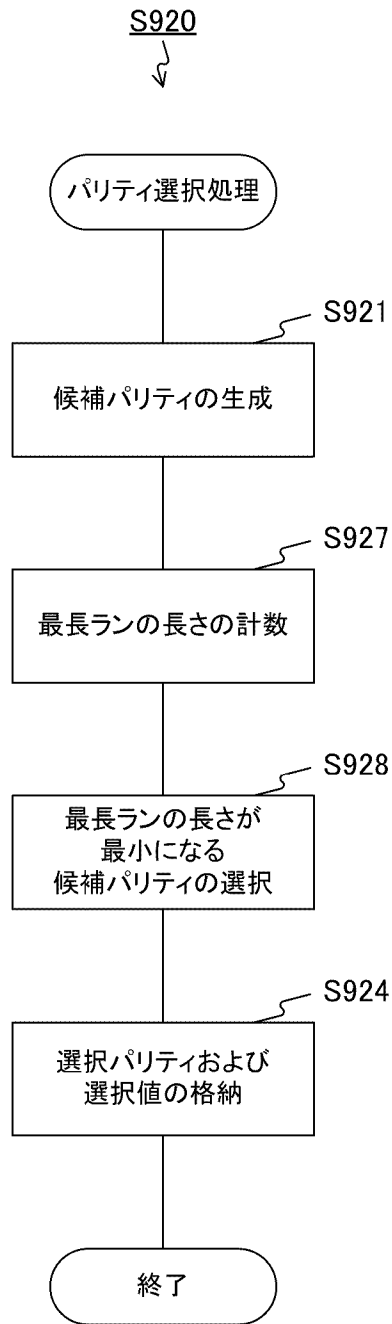 S920
パリティ選択処理
S921
候補パリティの生成
S927
最長ランの長さの計数
S928
最長ランの長さが
最小になる
候補パリティの選択
S924
選択パリティおよび
選択値の格納
終了